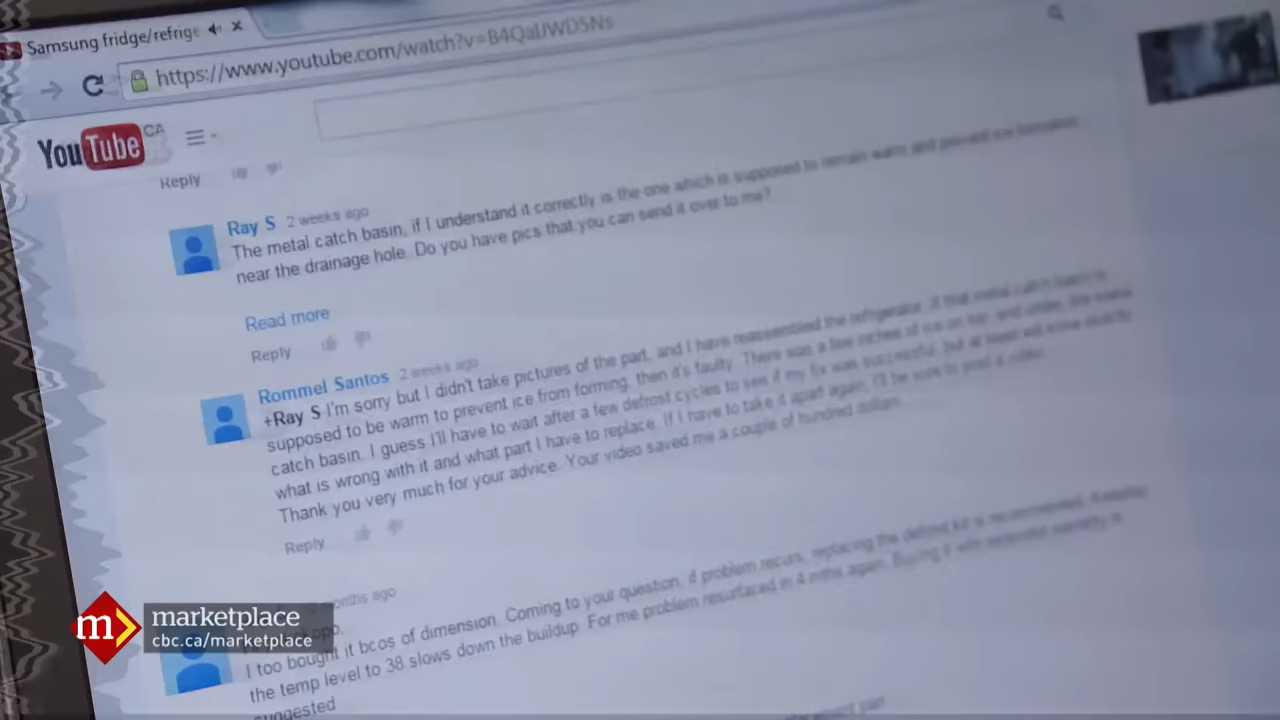 Samsung fridge/refrige
https://www.youtube.com/watch?v=B4QalJWD5Ns
YouTube CA
Reply
Ray S 2 weeks ago
The metal catch basin, if I understand it correctly is the one which is supposed to remain warm and prevent ice formation
near the drainage hole. Do you have pics that you can send it over to me?
Read more
Reply
Rommel Santos 2 weeks ago
+Ray S I'm sorry but I didn't take pictures of the part, and I have reassembled the refrigerator, if that metal catch basin is
supposed to be warm to prevent ice from forming, then it's faulty. There was a few inches of ice on top and under, the metal
catch basin. I guess I'll have to wait after a few defrost cycles to see if my fix was successful, but at least will know exactly
what is wrong with it and what part I have to replace. If I have to take it apart again, I'll be sure to post a video.
Thank you very much for your advice. Your video saved me a couple of hundred dollars.
Reply
months ago
I too bought it bcos of dimension. Coming to your question, if problem recurs, replacing the defrost kit is recommended. Keeping
the temp level to 38 slows down the buildup. For me problem resurfaced in 4 mths again. Buying it with extended warranty is
suggested
part
m marketplace
cbc.ca/marketplace